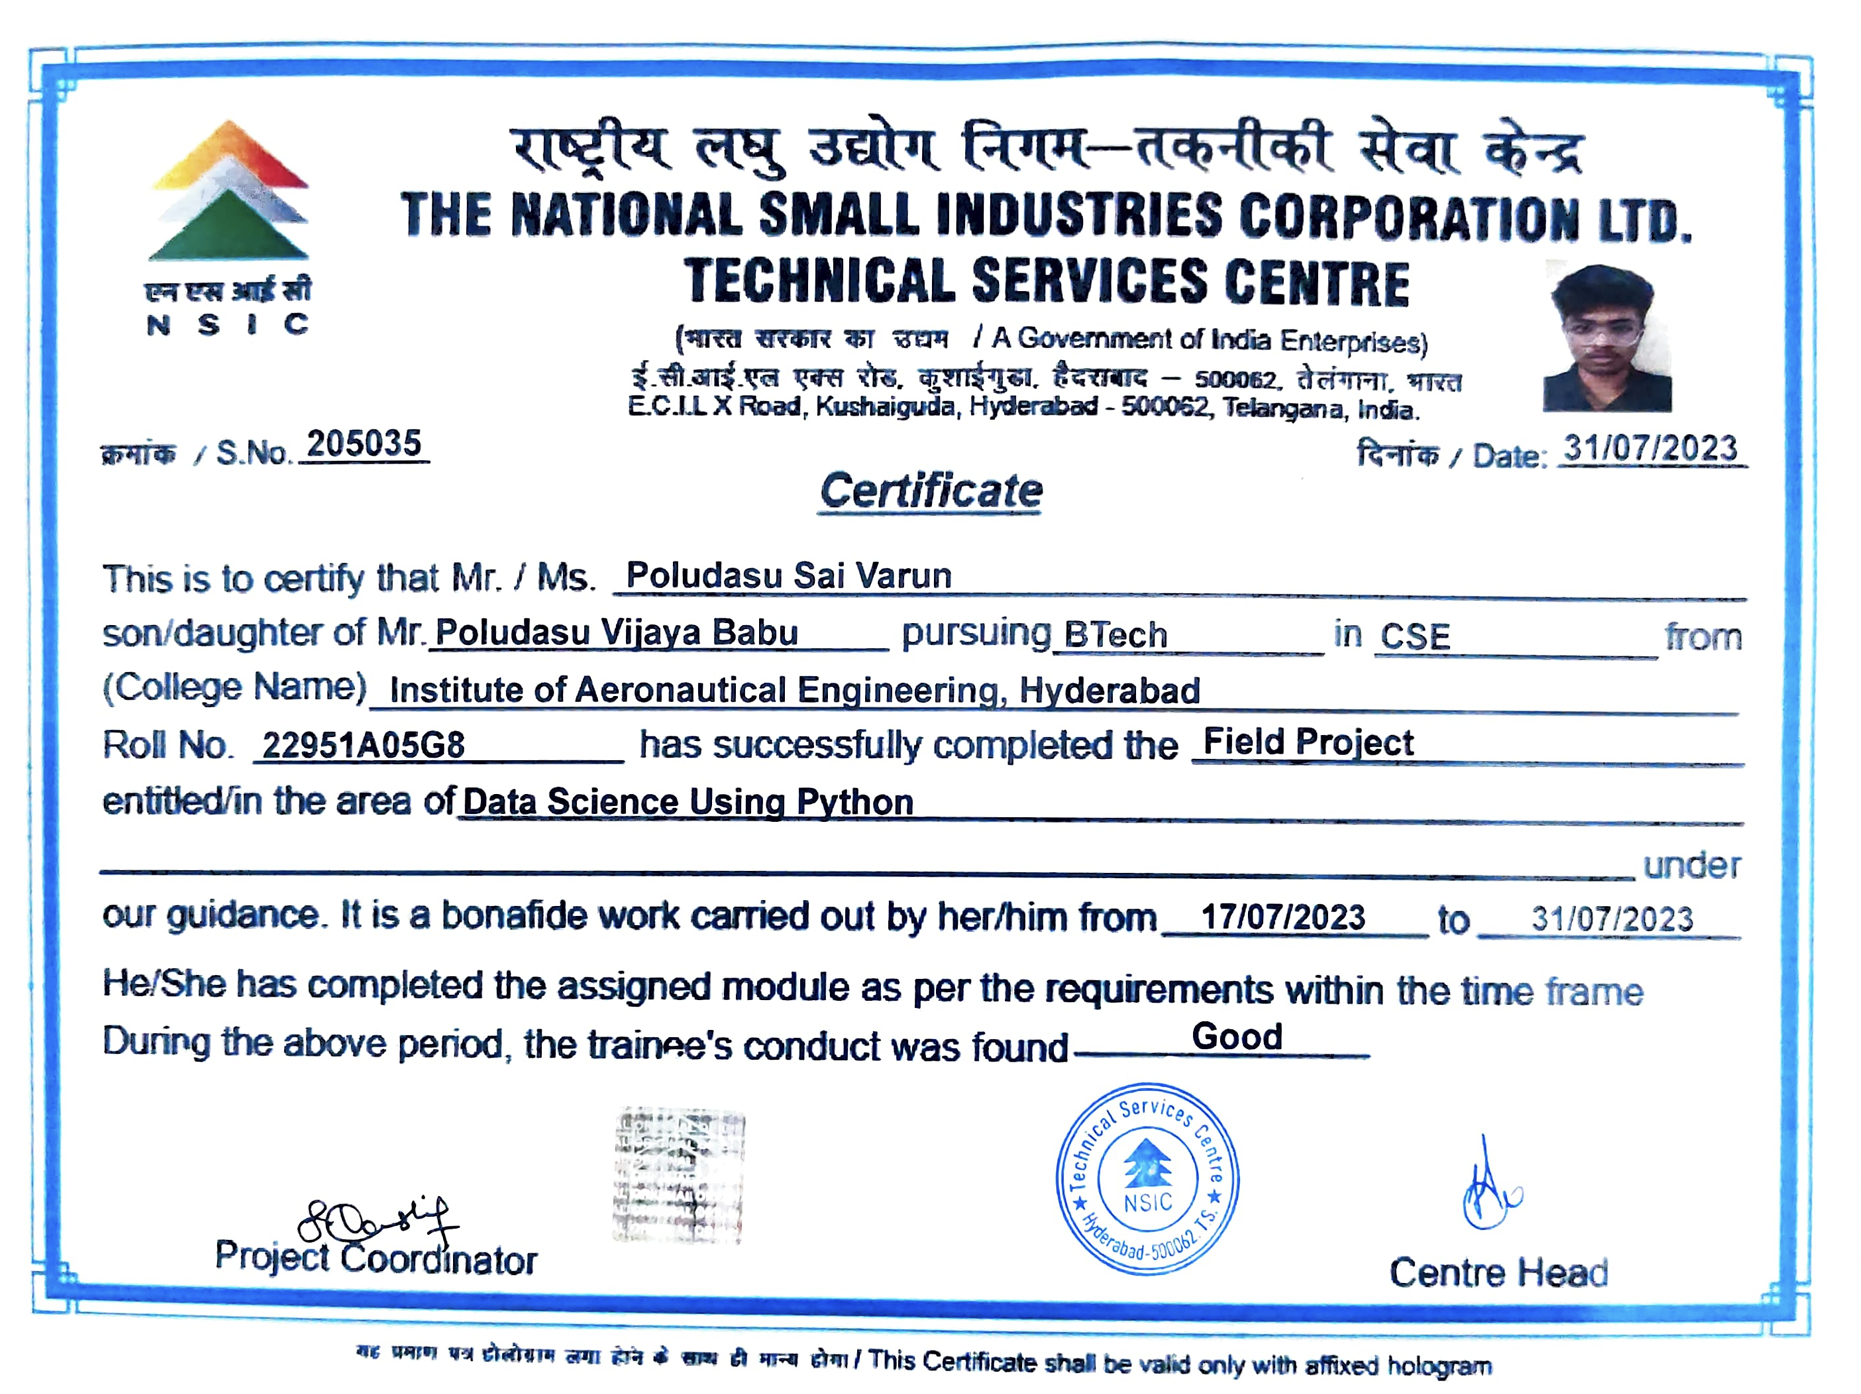 राष्ट्रीय लघु उद्योग निगम—तकनीकी सेवा केन्द्र
THE NATIONAL SMALL INDUSTRIES CORPORATION LTD.
TECHNICAL SERVICES CENTRE
एन एस आई सी
N S I C
(भारत सरकार का उद्यम / A Government of India Enterprises)
ई.सी.आई.एल एक्स रोड, कुशाईगुडा, हैदराबाद – 500062, तेलंगाना, भारत
E.C.I.L X Road, Kushaiguda, Hyderabad - 500062, Telangana, India.
क्रमांक / S.No. 205035
दिनांक / Date: 31/07/2023
Certificate
This is to certify that Mr. / Ms. Poludasu Sai Varun
son/daughter of Mr. Poludasu Vijaya Babu pursuing BTech in CSE from
(College Name) Institute of Aeronautical Engineering, Hyderabad
Roll No. 22951A05G8 has successfully completed the Field Project
entitled/in the area of Data Science Using Python
under
our guidance. It is a bonafide work carried out by her/him from 17/07/2023 to 31/07/2023
He/She has completed the assigned module as per the requirements within the time frame
During the above period, the trainee's conduct was found Good
Technical Services Centre
NSIC
★ Hyderabad-500062. T.S. ★
Project Coordinator
Centre Head
यह प्रमाण पत्र होलोग्राम लगा होने के साथ ही मान्य होगा / This Certificate shall be valid only with affixed hologram